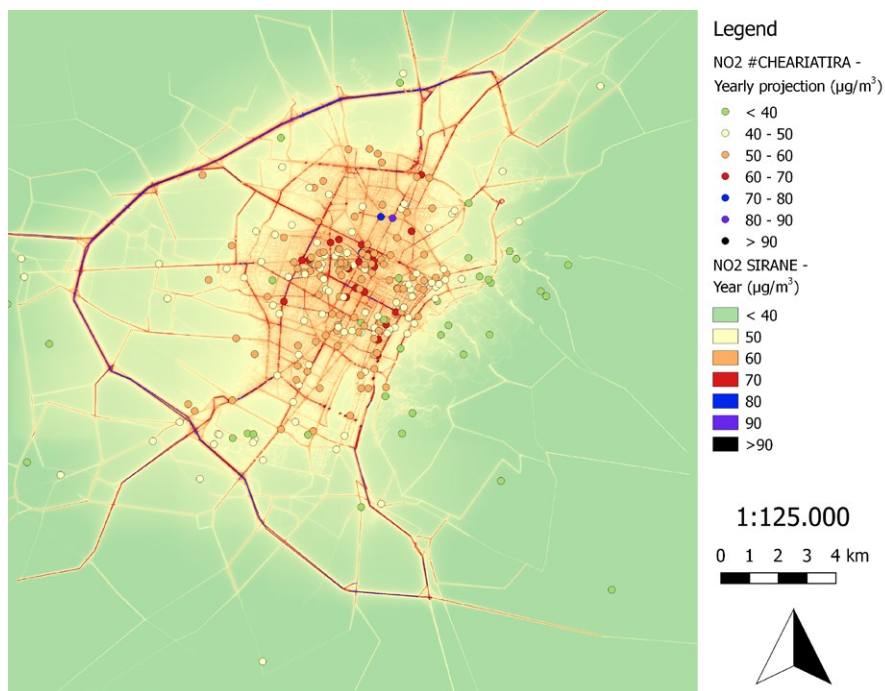 Legend
NO2 #CHEARIATIRA -
Yearly projection (µg/m³)
< 40
40 - 50
50 - 60
60 - 70
70 - 80
80 - 90
> 90
NO2 SIRANE -
Year (µg/m³)
< 40
50
60
70
80
90
>90
1:125.000
0 1 2 3 4 km